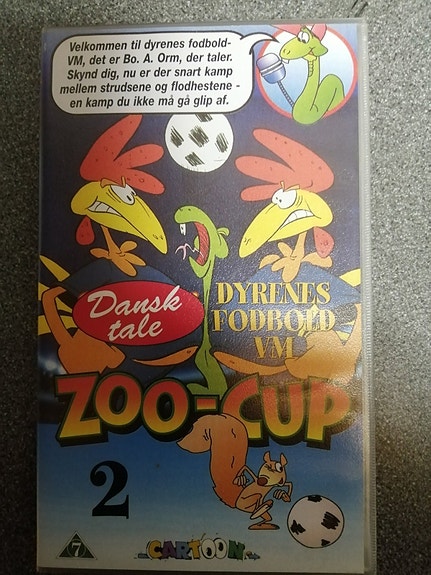 Velkommen til dyrenes fodbold-
VM, det er Bo. A. Orm, der taler.
Skynd dig, nu er der snart kamp
mellem strudsene og flodhestene -
en kamp du ikke må gå glip af.
Dansk
tale
DYRENES
FODBOLD
VM
ZOO-CUP
2
7
CARTOON